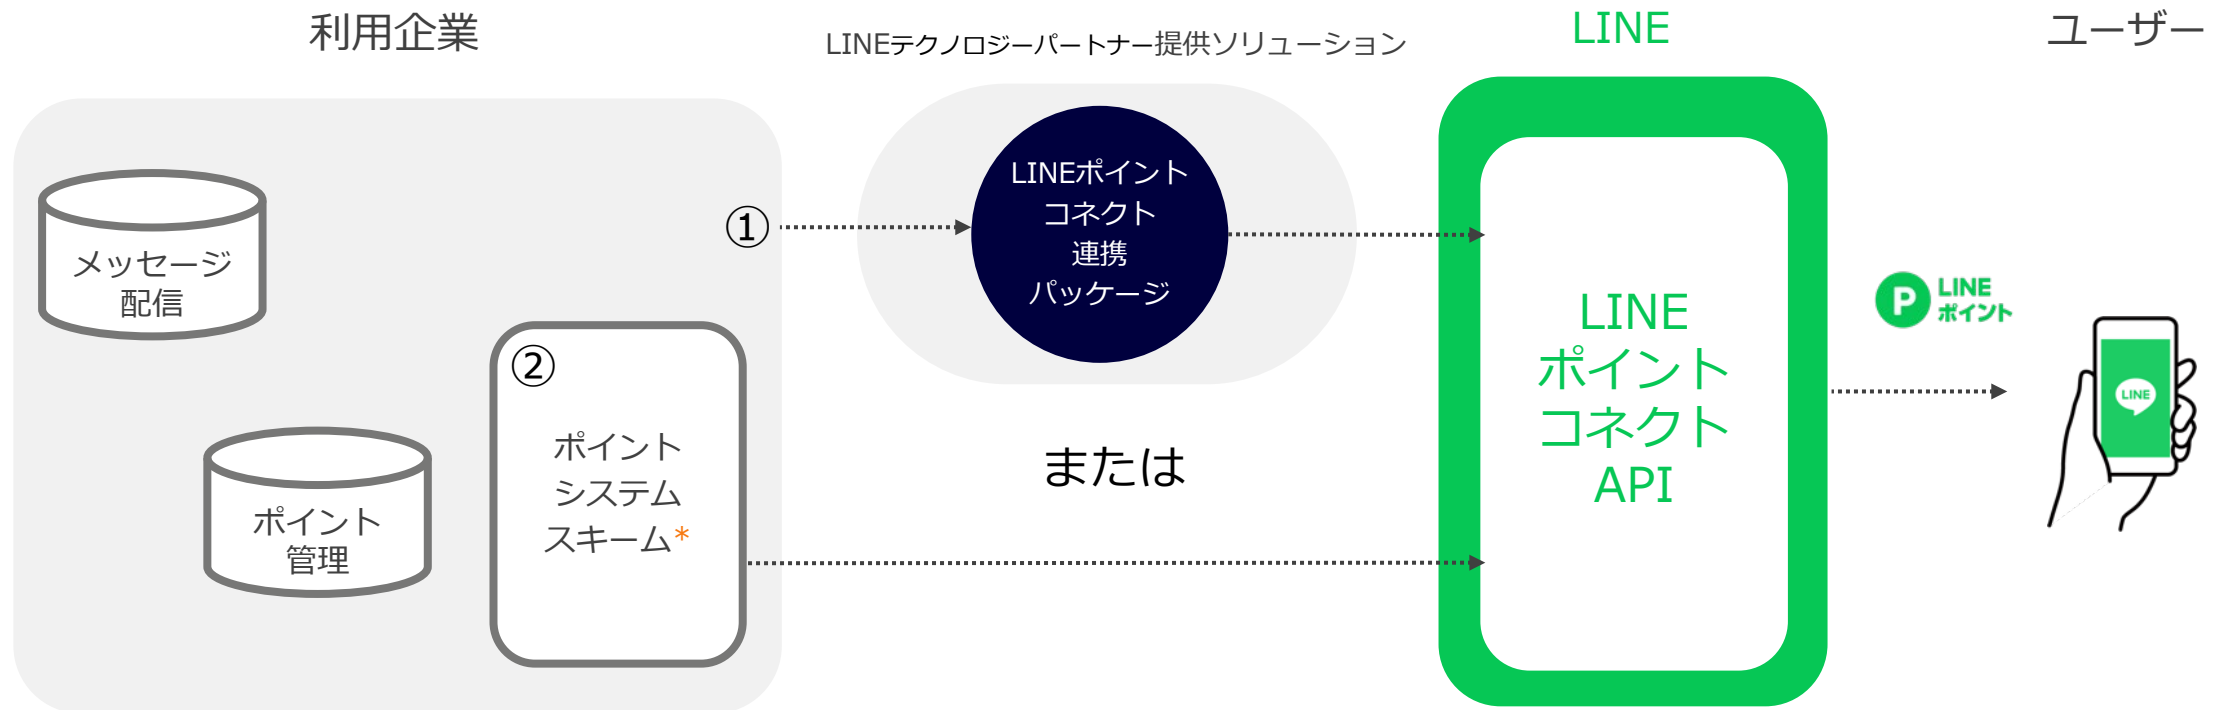 利用企業
LINEテクノロジーパートナー提供ソリューション
LINE
ユーザー
メッセージ
配信
ポイント
管理
①
②
ポイント
システム
スキーム*
LINEポイント
コネクト
連携
パッケージ
または
LINE
ポイント
コネクト
API
P
LINE
ポイント
LINE